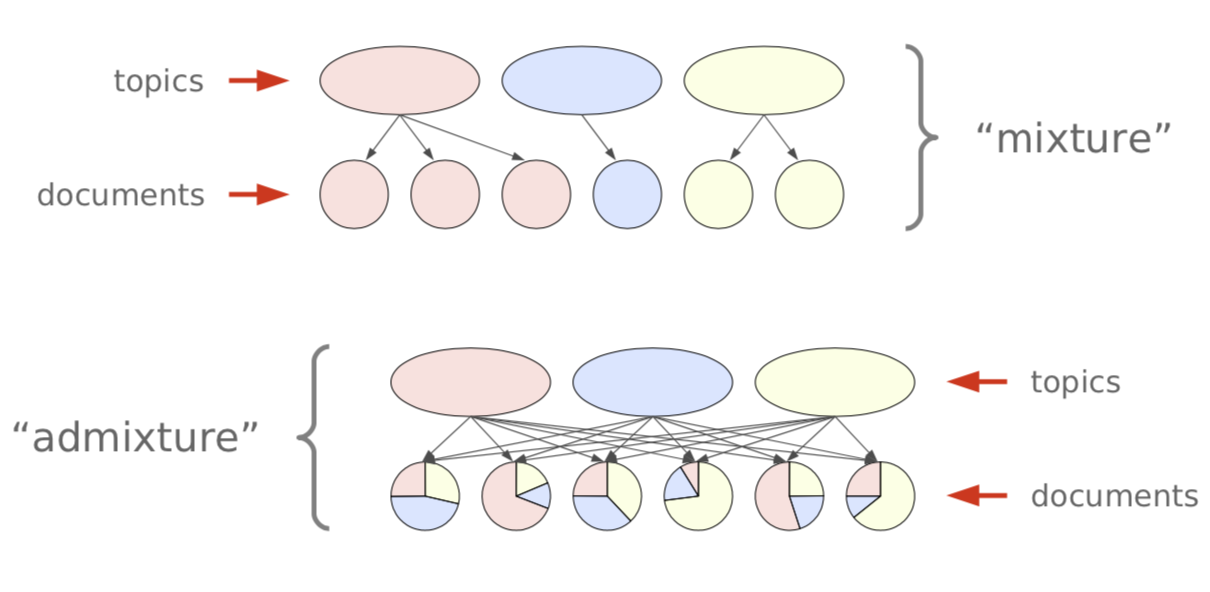 topics
documents
“mixture”
“admixture”
topics
documents